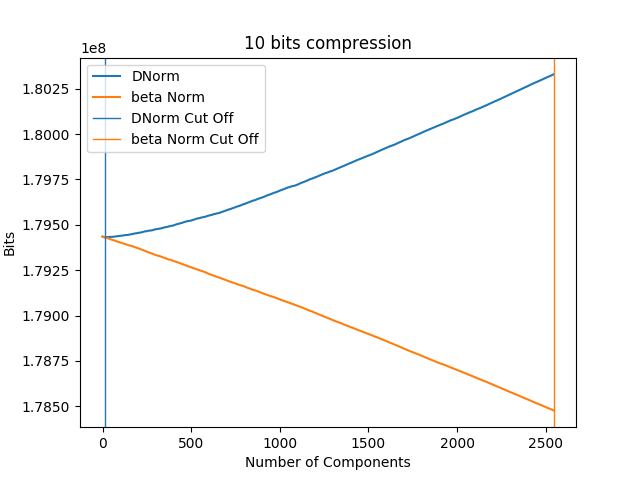 10 bits compression
1e8
DNorm
beta Norm
DNorm Cut Off
beta Norm Cut Off
1.8025
1.8000
1.7975
1.7950
1.7925
1.7900
1.7875
1.7850
Bits
0 500 1000 1500 2000 2500
Number of Components